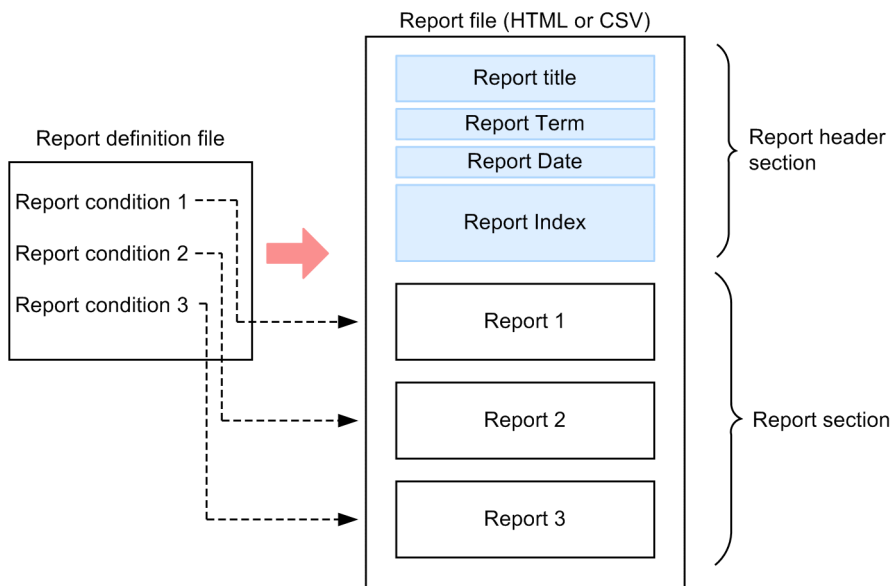 Report file (HTML or CSV)
Report title
Report Term
Report Date
Report Index
Report header
section
Report definition file
Report condition 1
Report condition 2
Report condition 3
Report 1
Report 2
Report 3
Report section